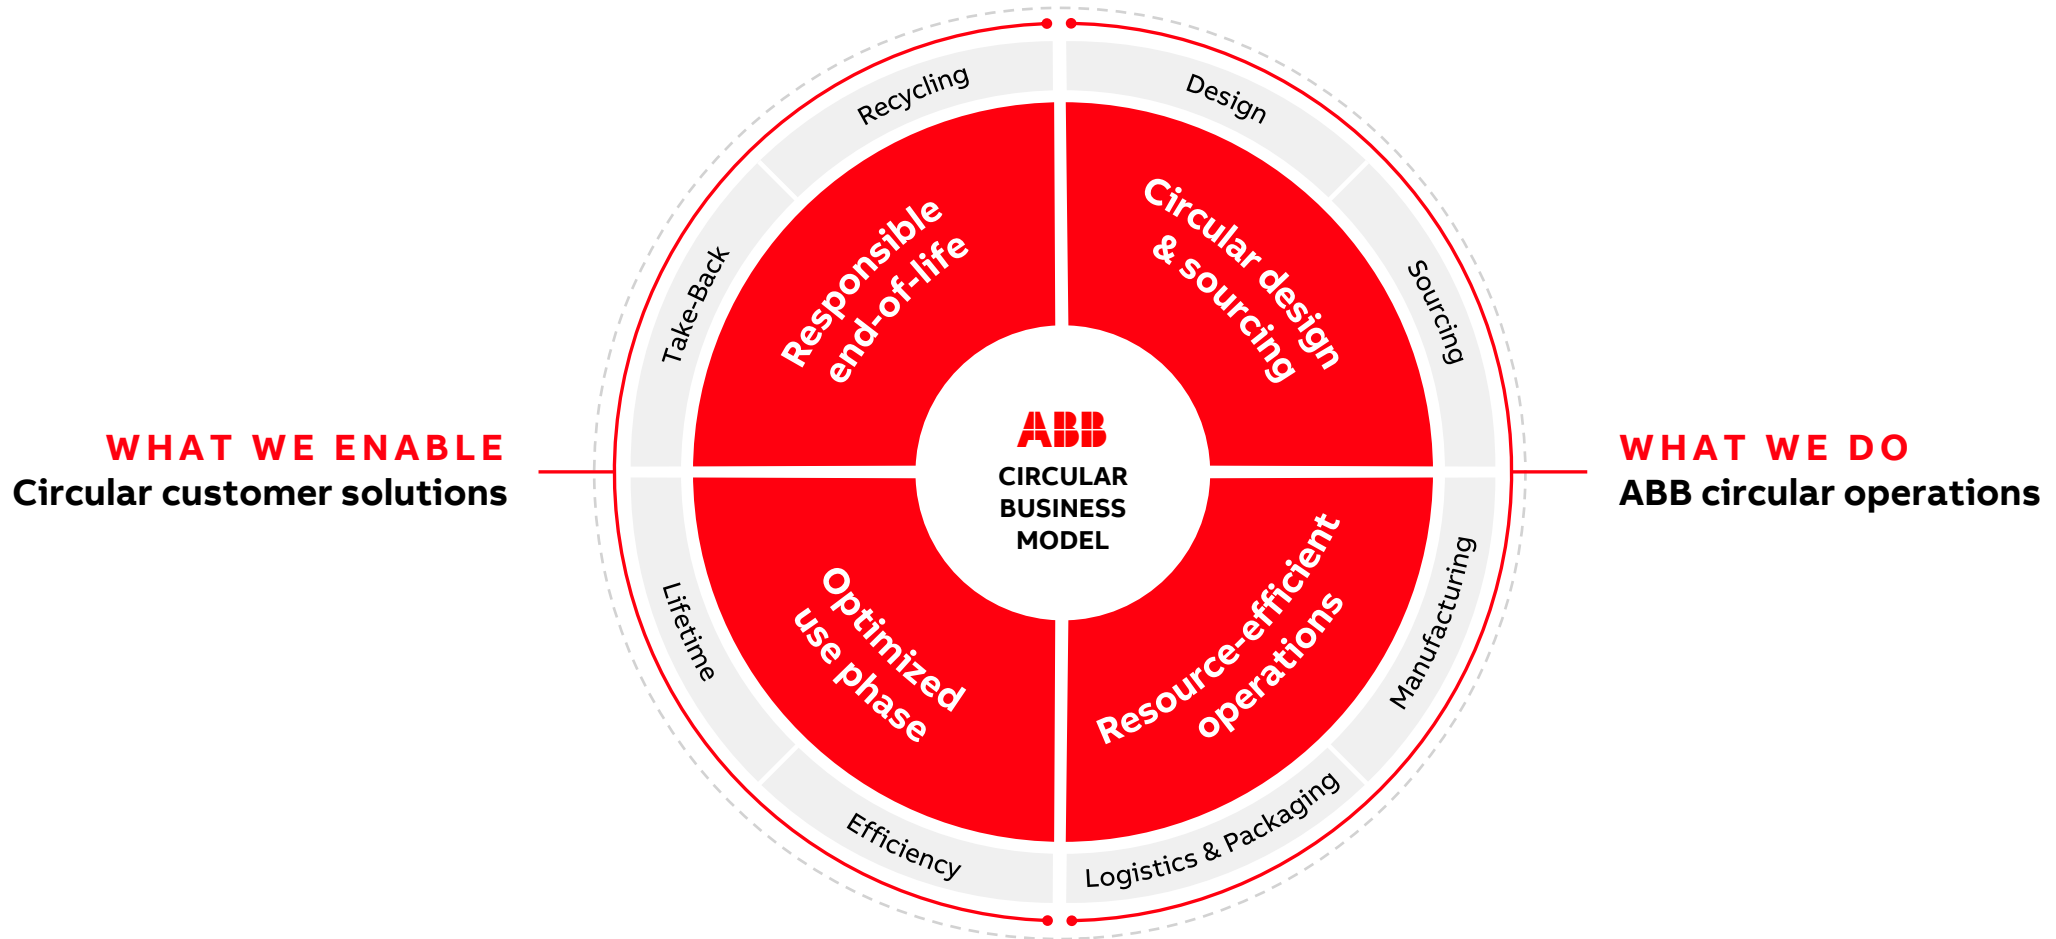 WHAT WE ENABLE
Circular customer solutions
Recycling
Take-Back
Responsible
end-of-life
Design
Sourcing
Circular design
& sourcing
ABB
CIRCULAR
BUSINESS
MODEL
WHAT WE DO
ABB circular operations
Lifetime
Efficiency
Optimized
use phase
Resource-efficient
operations
Manufacturing
Logistics & Packaging